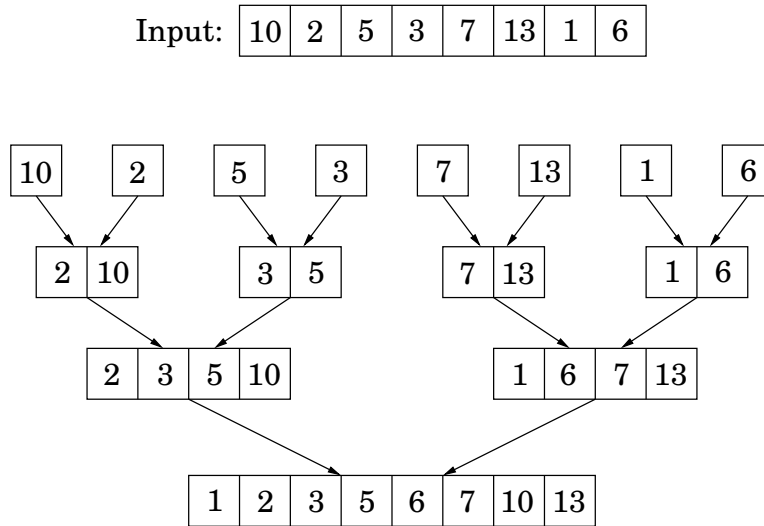 Input: 10 2 5 3 7 13 1 6
10 2 5 3 7 13 1 6
2 10 3 5 7 13 1 6
2 3 5 10 1 6 7 13
1 2 3 5 6 7 10 13